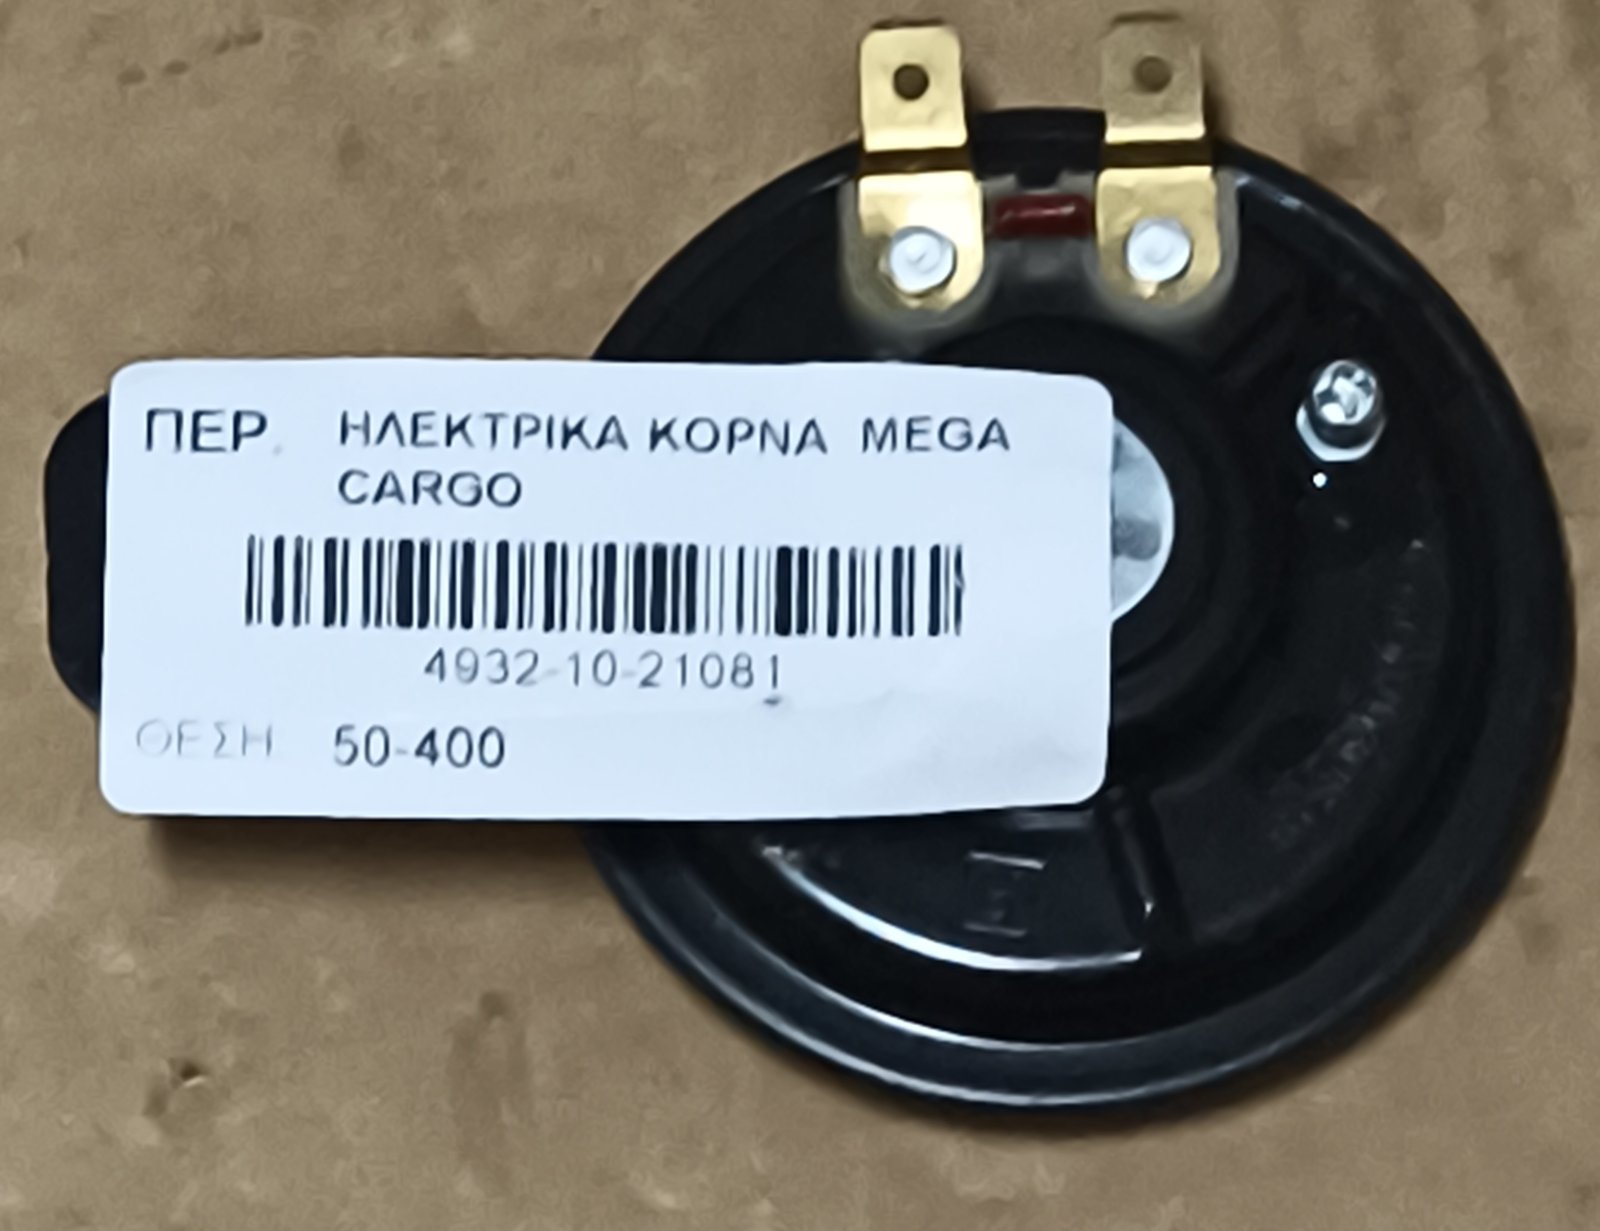 ΠΕΡ. ΗΛΕΚΤΡΙΚΑ ΚΟΡΝΑ MEGA
CARGO
4932-10-21081
ΘΕΣΗ 50-400